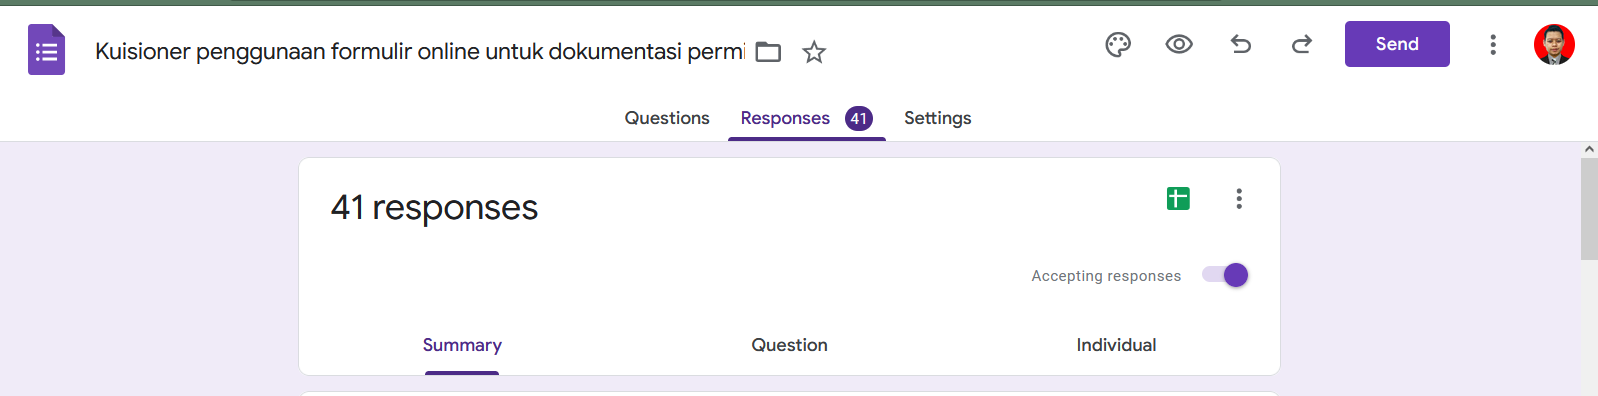 Kuisioner penggunaan formulir online untuk dokumentasi permi
Send
Questions
Responses 41
Settings
41 responses
Accepting responses
Summary
Question
Individual